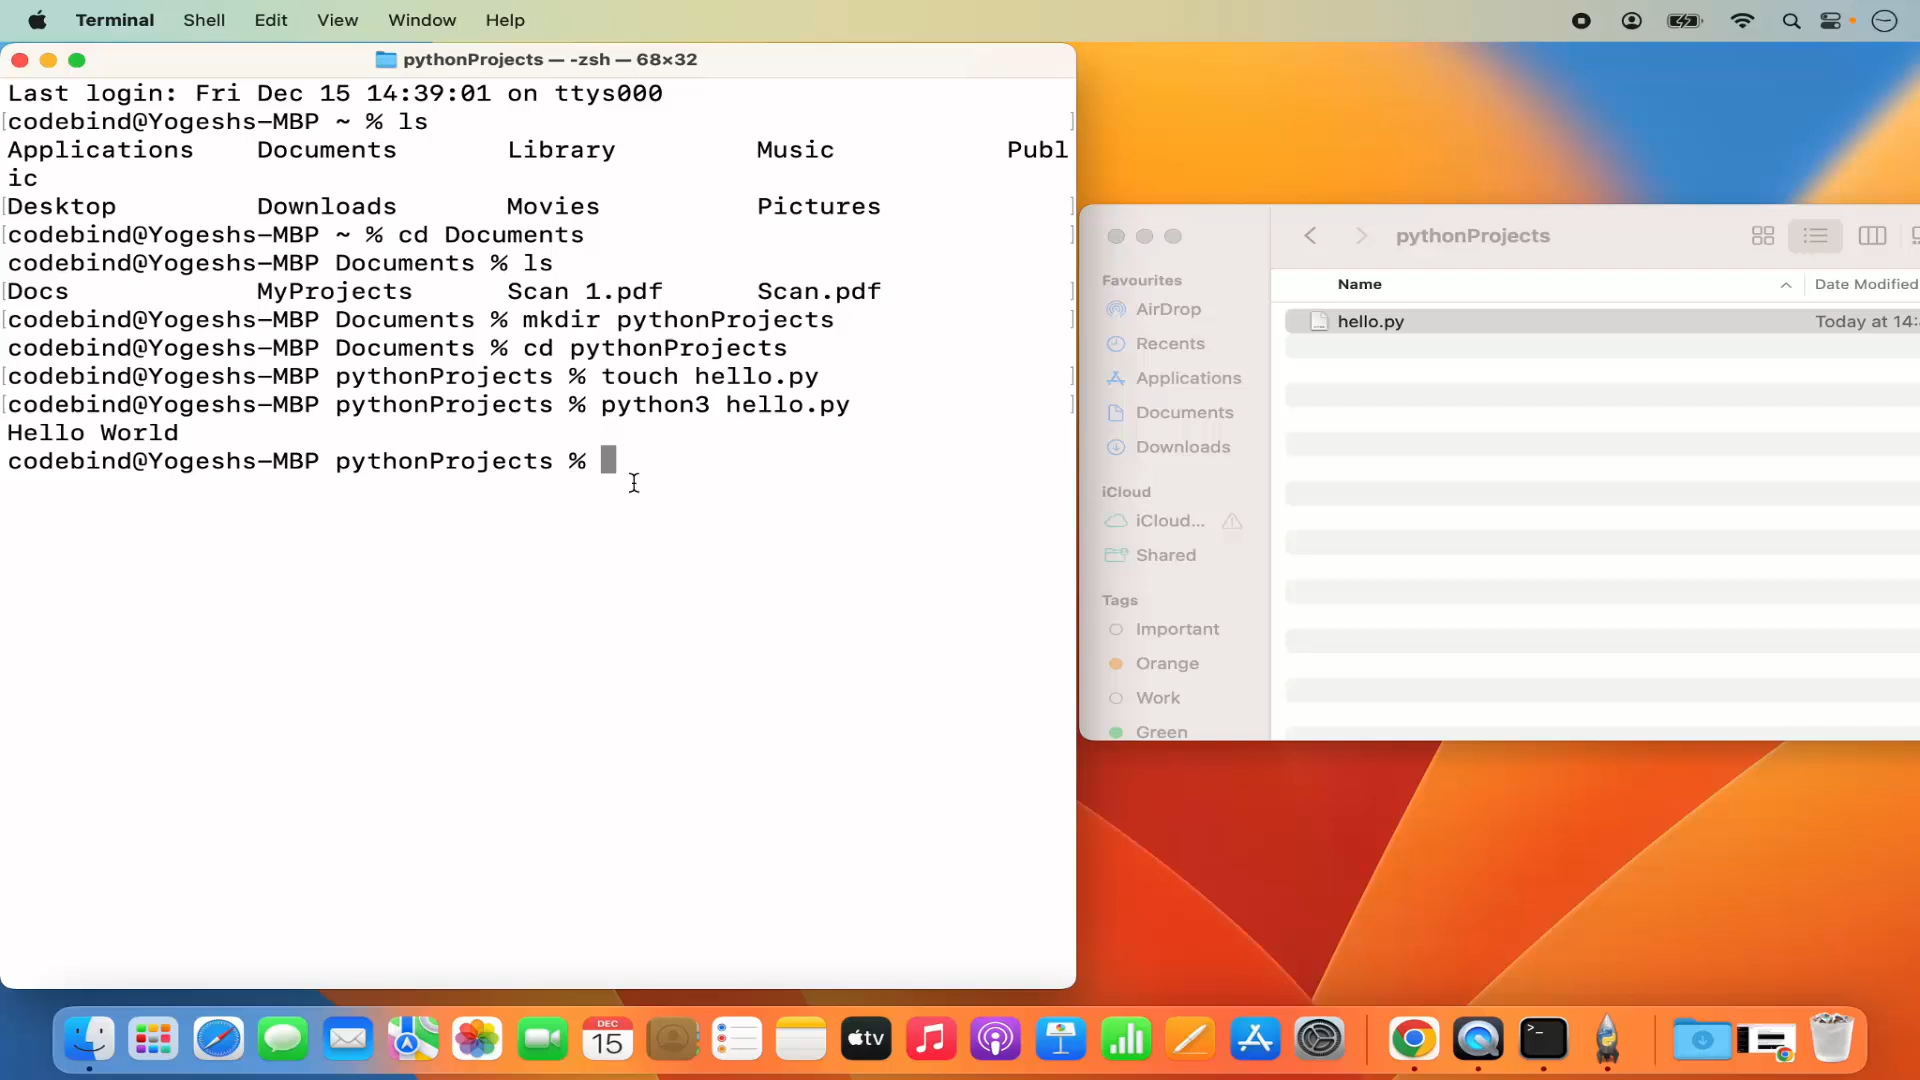 Terminal Shell Edit View Window Help
pythonProjects — -zsh — 68×32
Last login: Fri Dec 15 14:39:01 on ttys000
[codebind@Yogeshs-MBP ~ % ls ]
Applications Documents Library Music Publ
ic
[Desktop Downloads Movies Pictures ]
[codebind@Yogeshs-MBP ~ % cd Documents ]
codebind@Yogeshs-MBP Documents % ls
[Docs MyProjects Scan 1.pdf Scan.pdf ]
[codebind@Yogeshs-MBP Documents % mkdir pythonProjects ]
codebind@Yogeshs-MBP Documents % cd pythonProjects
[codebind@Yogeshs-MBP pythonProjects % touch hello.py ]
[codebind@Yogeshs-MBP pythonProjects % python3 hello.py ]
Hello World
codebind@Yogeshs-MBP pythonProjects %
pythonProjects
Favourites
AirDrop
Recents
Applications
Documents
Downloads
iCloud
iCloud...
Shared
Tags
Important
Orange
Work
Green
Name Date Modified
hello.py Today at 14:
DEC
15
tv
>_